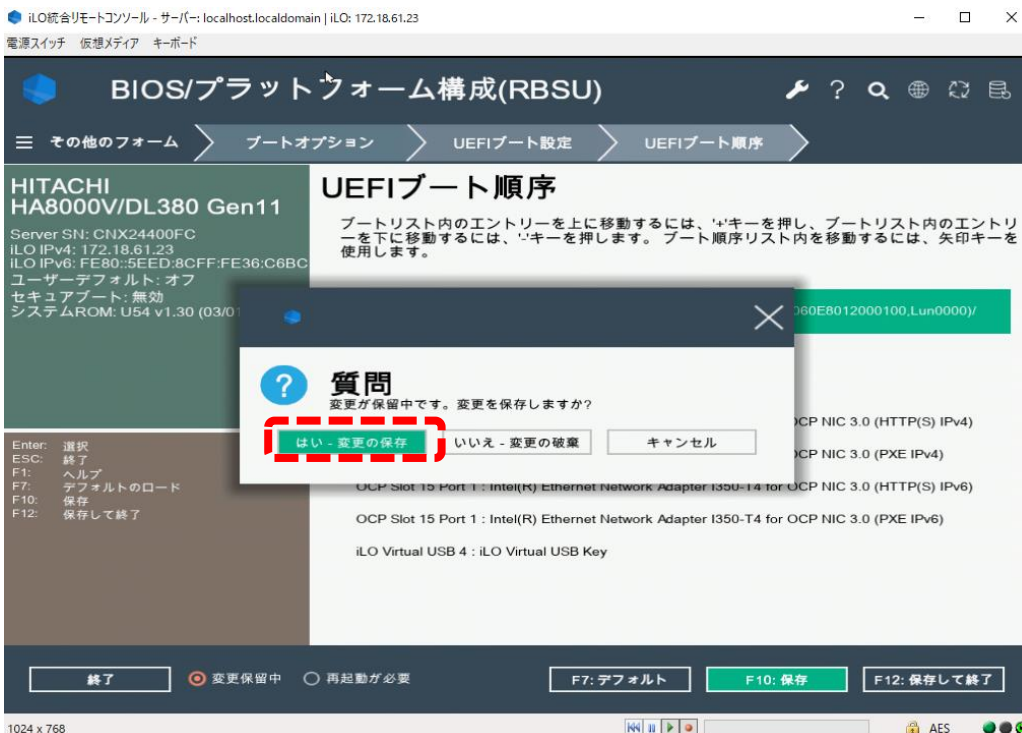 iLO統合リモートコンソール - サーバー: localhost.localdomain | iLO: 172.18.61.23
電源スイッチ 仮想メディア キーボード
BIOS/プラットフォーム構成(RBSU)
その他のフォーム ブートオプション UEFIブート設定 UEFIブート順序
HITACHI
HA8000V/DL380 Gen11
Server SN: CNX24400FC
iLO IPv4: 172.18.61.23
iLO IPv6: FE80::5EED:8CFF:FE36:C6BC
ユーザーデフォルト: オフ
セキュアブート: 無効
システムROM: U54 v1.30 (03/01
Enter: 選択
ESC: 終了
F1: ヘルプ
F7: デフォルトのロード
F10: 保存
F12: 保存して終了
UEFIブート順序
ブートリスト内のエントリーを上に移動するには、'+'キーを押し、ブートリスト内のエントリ
ーを下に移動するには、'-'キーを押します。 ブート順序リスト内を移動するには、矢印キーを
使用します。
060E8012000100,Lun0000)/
質問
変更が保留中です。変更を保存しますか?
はい - 変更の保存 いいえ - 変更の破棄 キャンセル
OCP NIC 3.0 (HTTP(S) IPv4)
OCP NIC 3.0 (PXE IPv4)
OCP Slot 15 Port 1 : Intel(R) Ethernet Network Adapter I350-T4 for OCP NIC 3.0 (HTTP(S) IPv6)
OCP Slot 15 Port 1 : Intel(R) Ethernet Network Adapter I350-T4 for OCP NIC 3.0 (PXE IPv6)
iLO Virtual USB 4 : iLO Virtual USB Key
終了 変更保留中 再起動が必要 F7: デフォルト F10: 保存 F12: 保存して終了
1024 x 768 AES